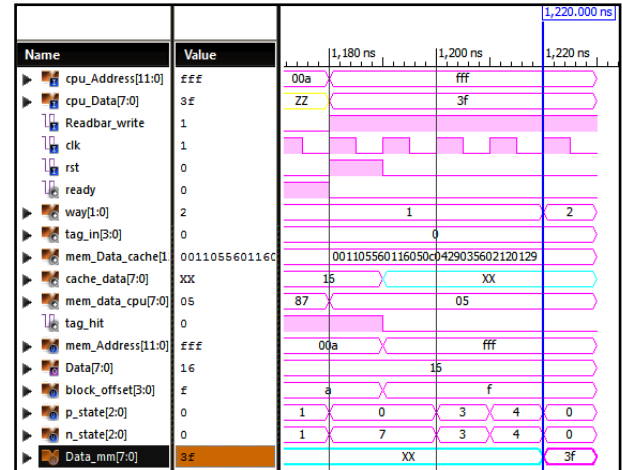 1,220.000 ns
Name Value 1,180 ns 1,200 ns 1,220 ns
cpu_Address[11:0] fff 00a fff
cpu_Data[7:0] 3f ZZ 3f
Readbar_write 1
clk 1
rst 0
ready 0
way[1:0] 2 1 2
tag_in[3:0] 0 0
mem_Data_cache[1 001105560116C 001105560116050c0429035602120129
cache_data[7:0] XX 16 XX
mem_data_cpu[7:0] 05 87 05
tag_hit 0
mem_Address[11:0] fff 00a fff
Data[7:0] 16 16
block_offset[3:0] f a f
p_state[2:0] 0 1 0 3 4 0
n_state[2:0] 0 1 7 3 4 0
Data_mm[7:0] 3f XX 3f